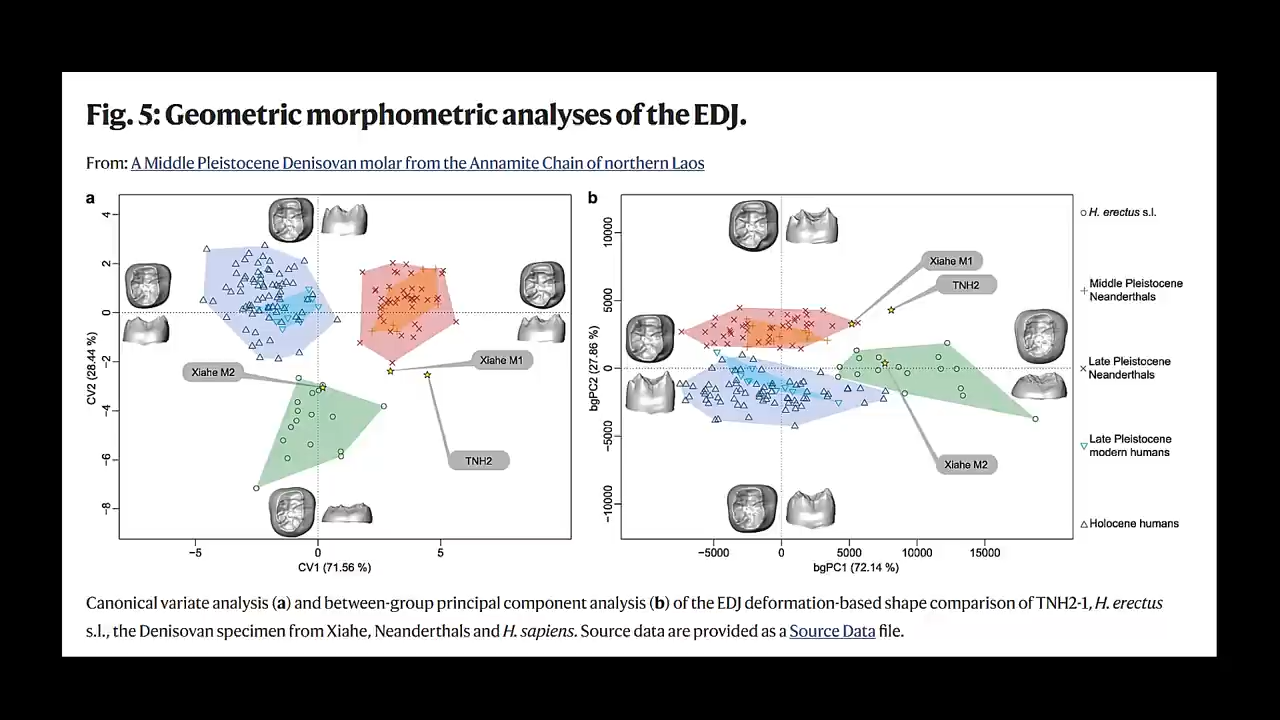 Fig. 5: Geometric morphometric analyses of the EDJ.
From: A Middle Pleistocene Denisovan molar from the Annamite Chain of northern Laos
a
4
2
0
−2
−4
−6
−8
CV2 (28.44 %)
−5
0
5
CV1 (71.56 %)
Xiahe M2
Xiahe M1
TNH2
b
10000
5000
0
−5000
−10000
bgPC2 (27.86 %)
−5000
0
5000
10000
15000
bgPC1 (72.14 %)
Xiahe M1
TNH2
Xiahe M2
H. erectus s.l.
Middle Pleistocene
Neanderthals
Late Pleistocene
Neanderthals
Late Pleistocene
modern humans
Holocene humans
Canonical variate analysis (a) and between-group principal component analysis (b) of the EDJ deformation-based shape comparison of TNH2-1, H. erectus
s.l., the Denisovan specimen from Xiahe, Neanderthals and H. sapiens. Source data are provided as a Source Data file.